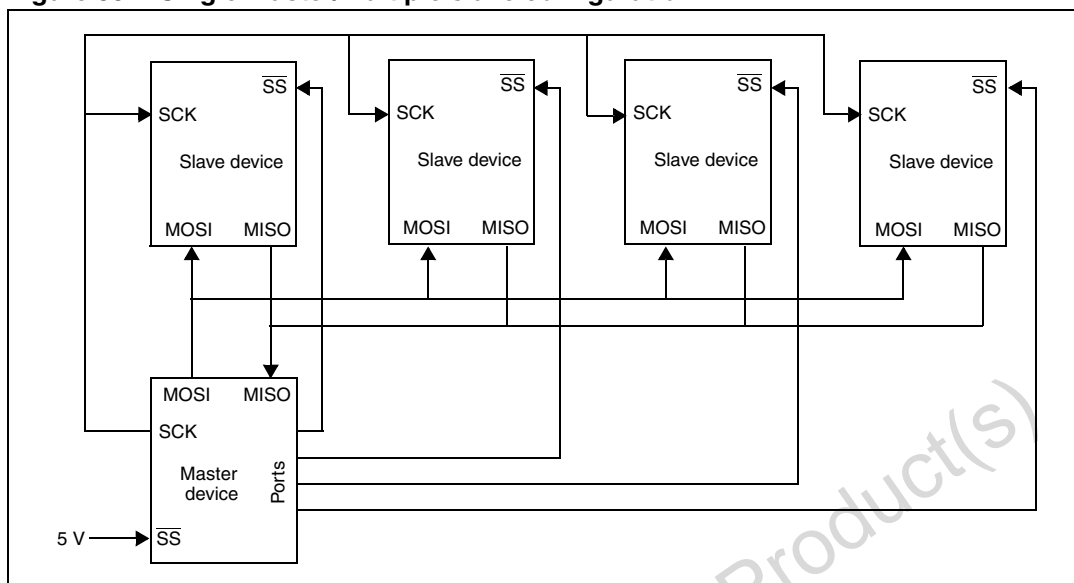 SS
SCK
Slave device
MOSI MISO
SS
SCK
Slave device
MOSI MISO
SS
SCK
Slave device
MOSI MISO
SS
SCK
Slave device
MOSI MISO
MOSI MISO
SCK
Master
device
Ports
5 V
SS
Product(s)